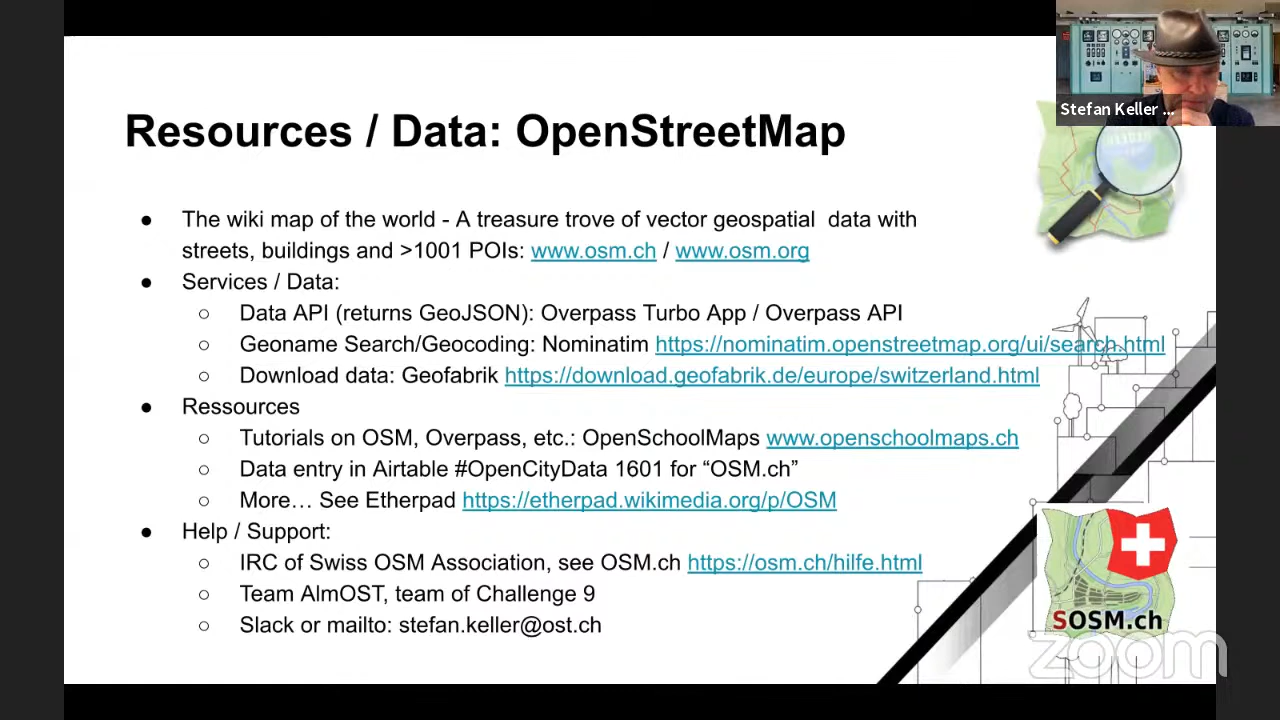 Stefan Keller ...
Resources / Data: OpenStreetMap
● The wiki map of the world - A treasure trove of vector geospatial data with
streets, buildings and >1001 POIs: www.osm.ch / www.osm.org
● Services / Data:
○ Data API (returns GeoJSON): Overpass Turbo App / Overpass API
○ Geoname Search/Geocoding: Nominatim https://nominatim.openstreetmap.org/ui/search.html
○ Download data: Geofabrik https://download.geofabrik.de/europe/switzerland.html
● Ressources
○ Tutorials on OSM, Overpass, etc.: OpenSchoolMaps www.openschoolmaps.ch
○ Data entry in Airtable #OpenCityData 1601 for “OSM.ch”
○ More… See Etherpad https://etherpad.wikimedia.org/p/OSM
● Help / Support:
○ IRC of Swiss OSM Association, see OSM.ch https://osm.ch/hilfe.html
○ Team AlmOST, team of Challenge 9
○ Slack or mailto: stefan.keller@ost.ch
SOSM.ch
zoom